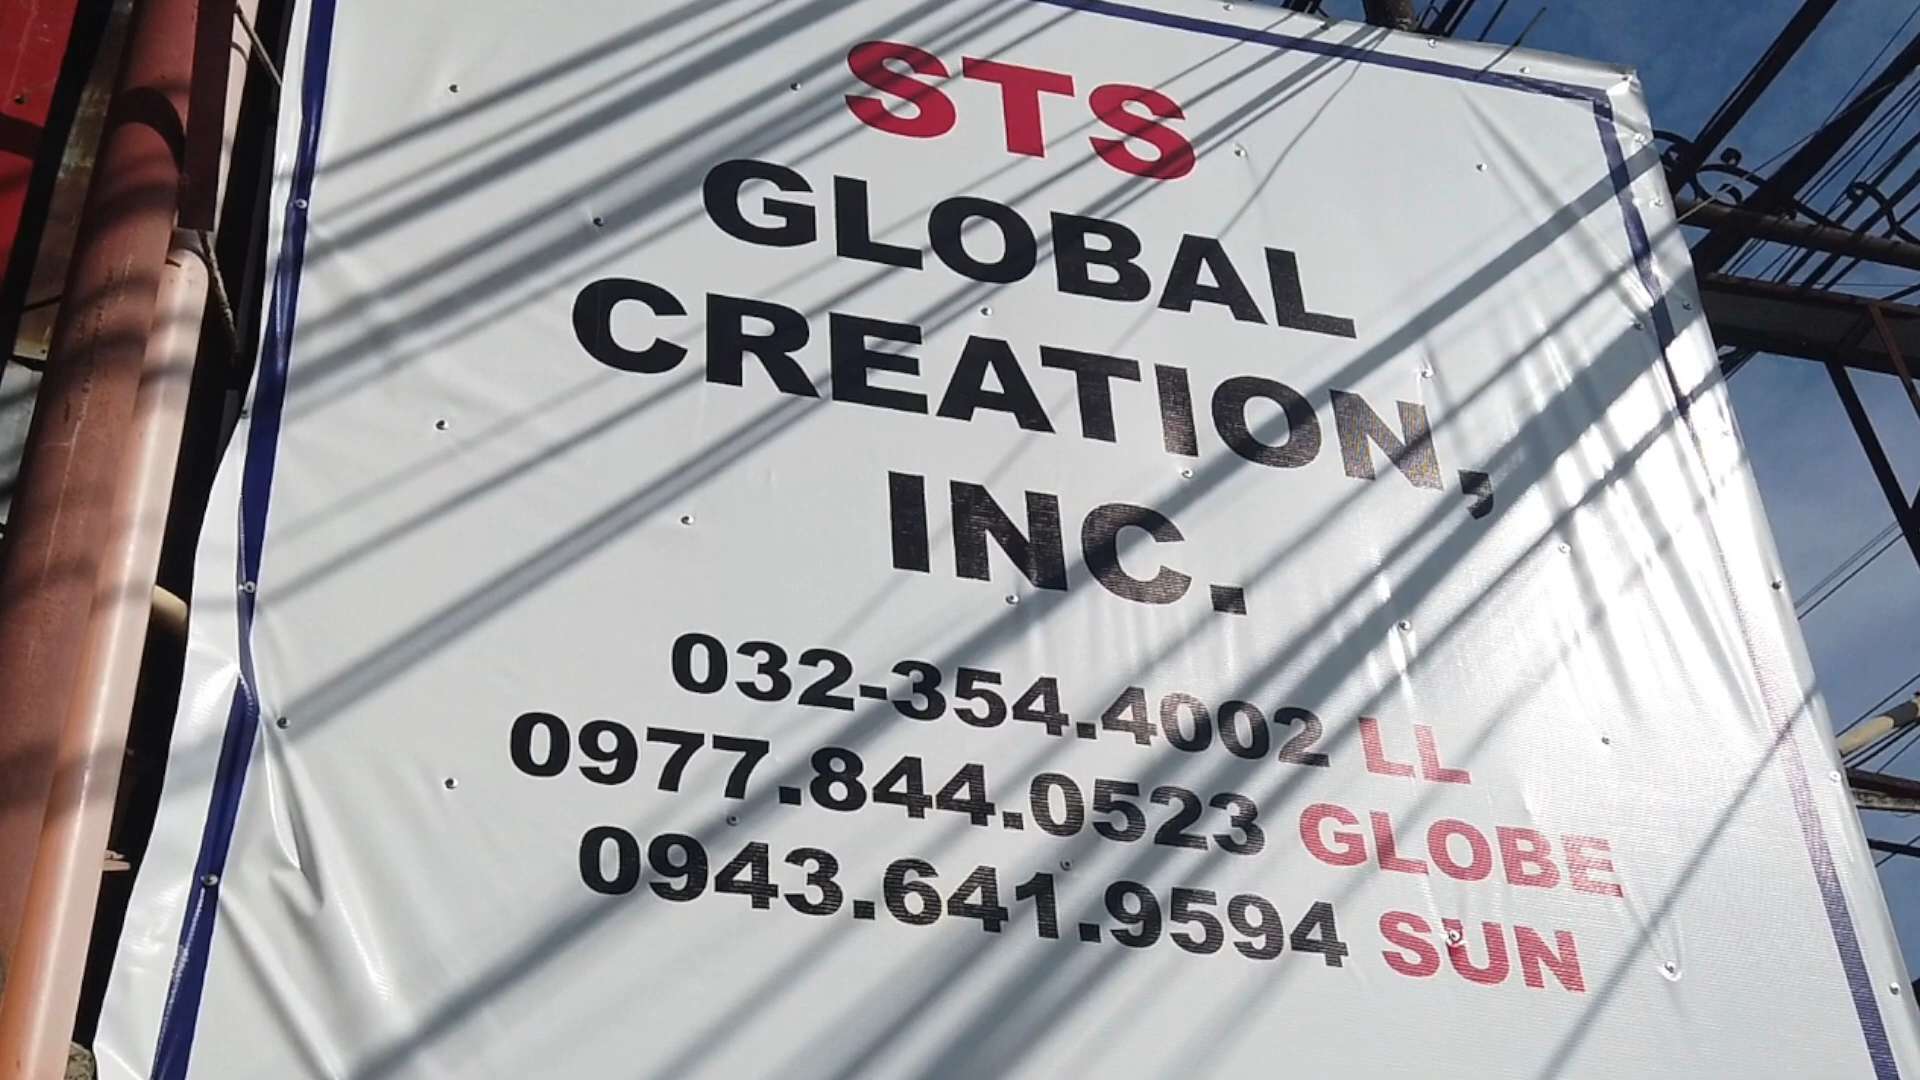 STS
GLOBAL
CREATION,
INC.
032-354.4002 LL
0977.844.0523 GLOBE
0943.641.9594 SUN